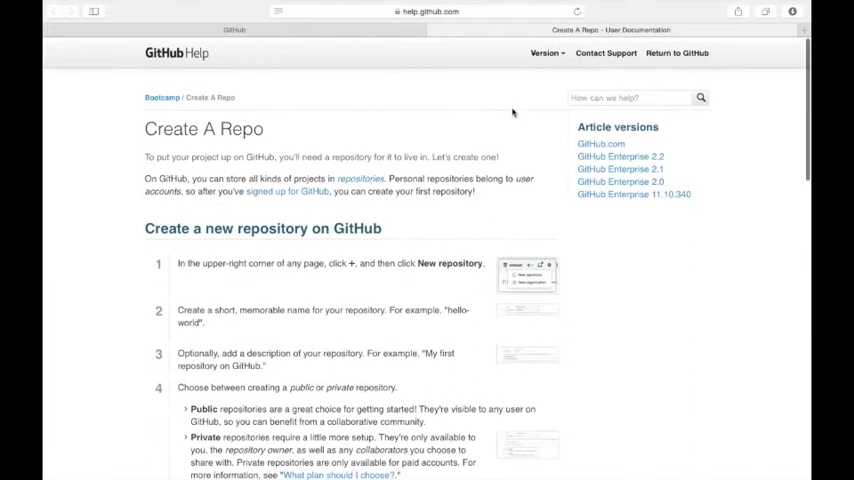 help.github.com
GitHub
Create A Repo - User Documentation
GitHub Help
Version
Contact Support
Return to GitHub
Bootcamp / Create A Repo
How can we help?
Create A Repo
Article versions
GitHub.com
GitHub Enterprise 2.2
GitHub Enterprise 2.1
GitHub Enterprise 2.0
GitHub Enterprise 11.10.340
To put your project up on GitHub, you'll need a repository for it to live in. Let's create one!
On GitHub, you can store all kinds of projects in repositories. Personal repositories belong to user
accounts, so after you've signed up for GitHub, you can create your first repository!
Create a new repository on GitHub
1 In the upper-right corner of any page, click +, and then click New repository.
New repository
New organization
2 Create a short, memorable name for your repository. For example, "hello-
world".
3 Optionally, add a description of your repository. For example, "My first
repository on GitHub."
4 Choose between creating a public or private repository.
› Public repositories are a great choice for getting started! They're visible to any user on
GitHub, so you can benefit from a collaborative community.
› Private repositories require a little more setup. They're only available to
you, the repository owner, as well as any collaborators you choose to
share with. Private repositories are only available for paid accounts. For
more information, see "What plan should I choose?."